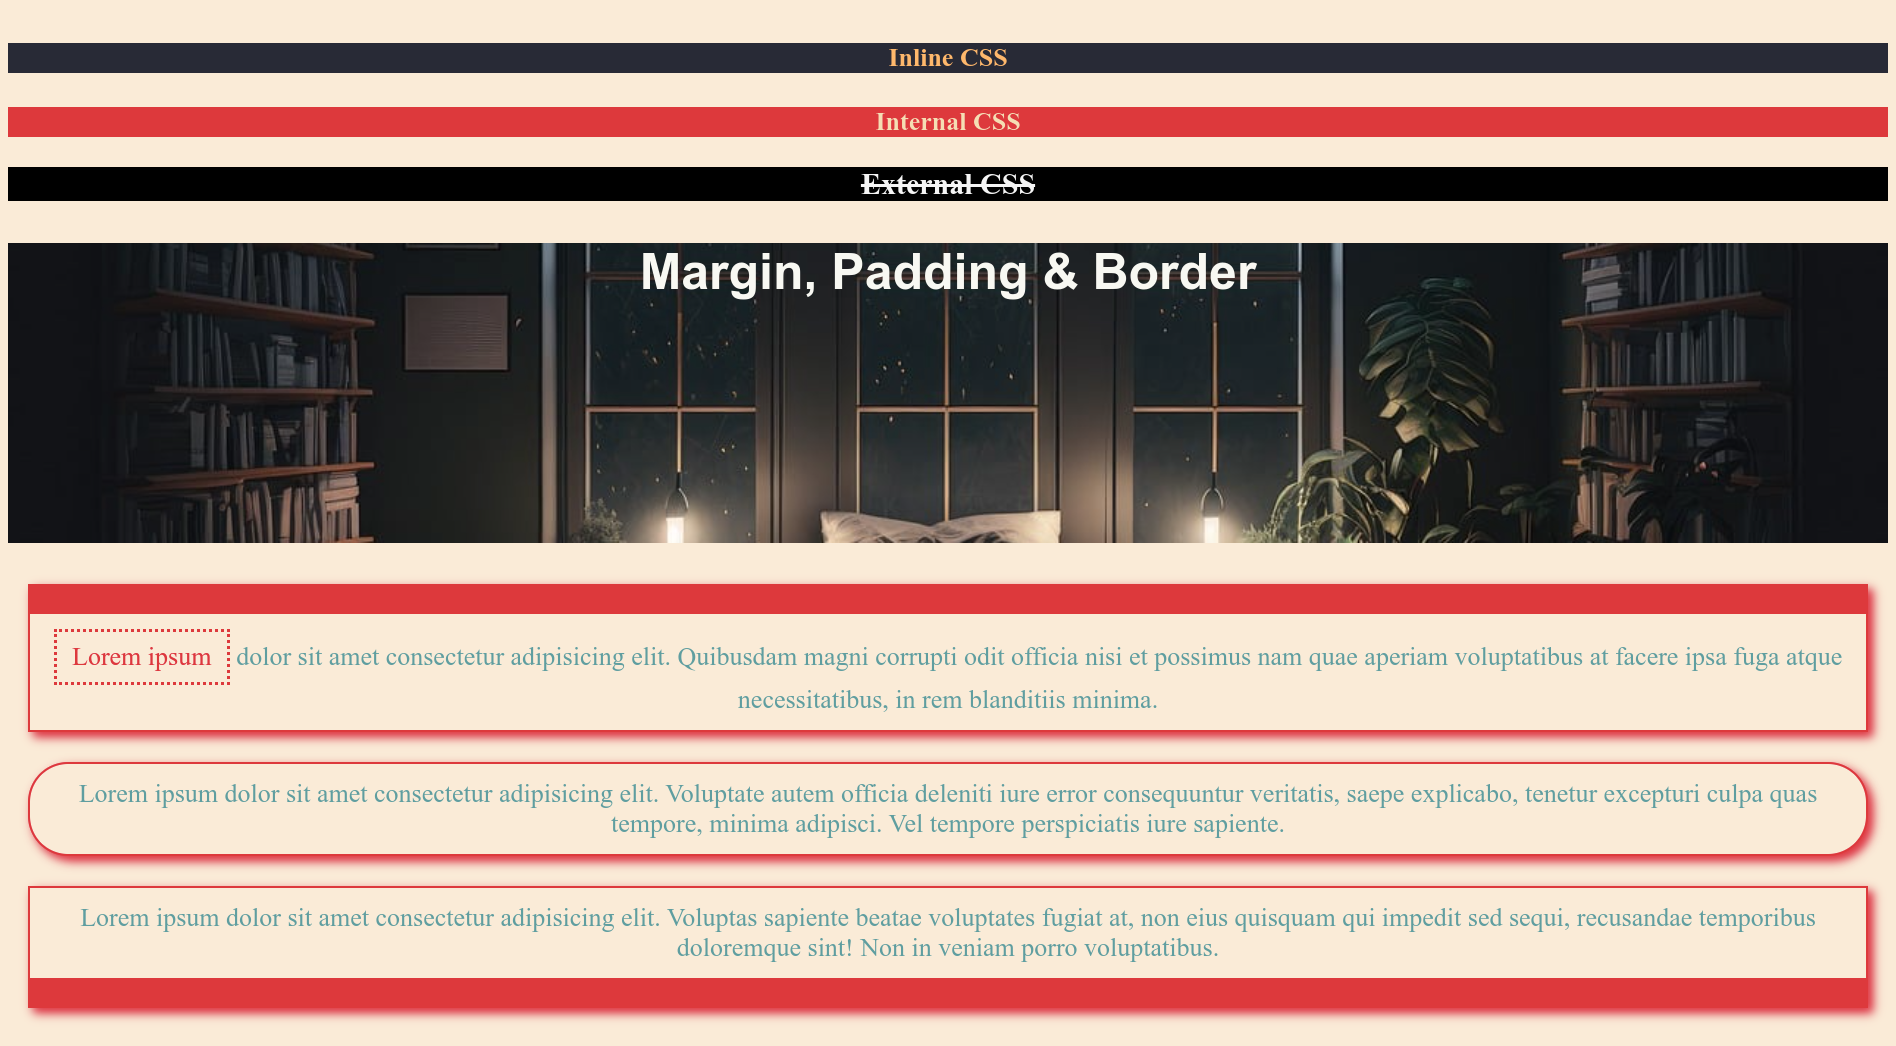 Inline CSS
Internal CSS
External CSS
Margin, Padding & Border
Lorem ipsum dolor sit amet consectetur adipisicing elit. Quibusdam magni corrupti odit officia nisi et possimus nam quae aperiam voluptatibus at facere ipsa fuga atque
necessitatibus, in rem blanditiis minima.
Lorem ipsum dolor sit amet consectetur adipisicing elit. Voluptate autem officia deleniti iure error consequuntur veritatis, saepe explicabo, tenetur excepturi culpa quas
tempore, minima adipisci. Vel tempore perspiciatis iure sapiente.
Lorem ipsum dolor sit amet consectetur adipisicing elit. Voluptas sapiente beatae voluptates fugiat at, non eius quisquam qui impedit sed sequi, recusandae temporibus
doloremque sint! Non in veniam porro voluptatibus.